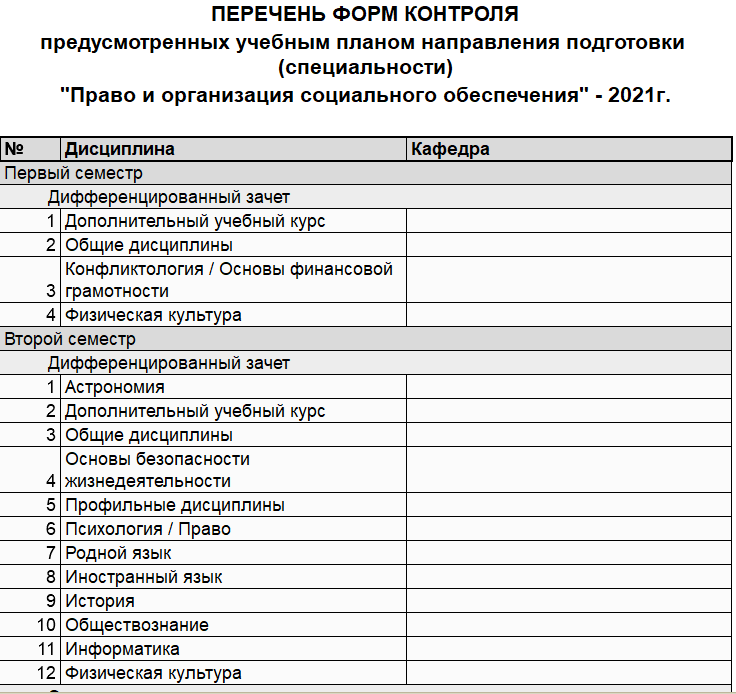 ПЕРЕЧЕНЬ ФОРМ КОНТРОЛЯ
предусмотренных учебным планом направления подготовки
(специальности)
"Право и организация социального обеспечения" - 2021г.
№ Дисциплина Кафедра
Первый семестр
Дифференцированный зачет
1 Дополнительный учебный курс
2 Общие дисциплины
Конфликтология / Основы финансовой
3 грамотности
4 Физическая культура
Второй семестр
Дифференцированный зачет
1 Астрономия
2 Дополнительный учебный курс
3 Общие дисциплины
Основы безопасности
4 жизнедеятельности
5 Профильные дисциплины
6 Психология / Право
7 Родной язык
8 Иностранный язык
9 История
10 Обществознание
11 Информатика
12 Физическая культура